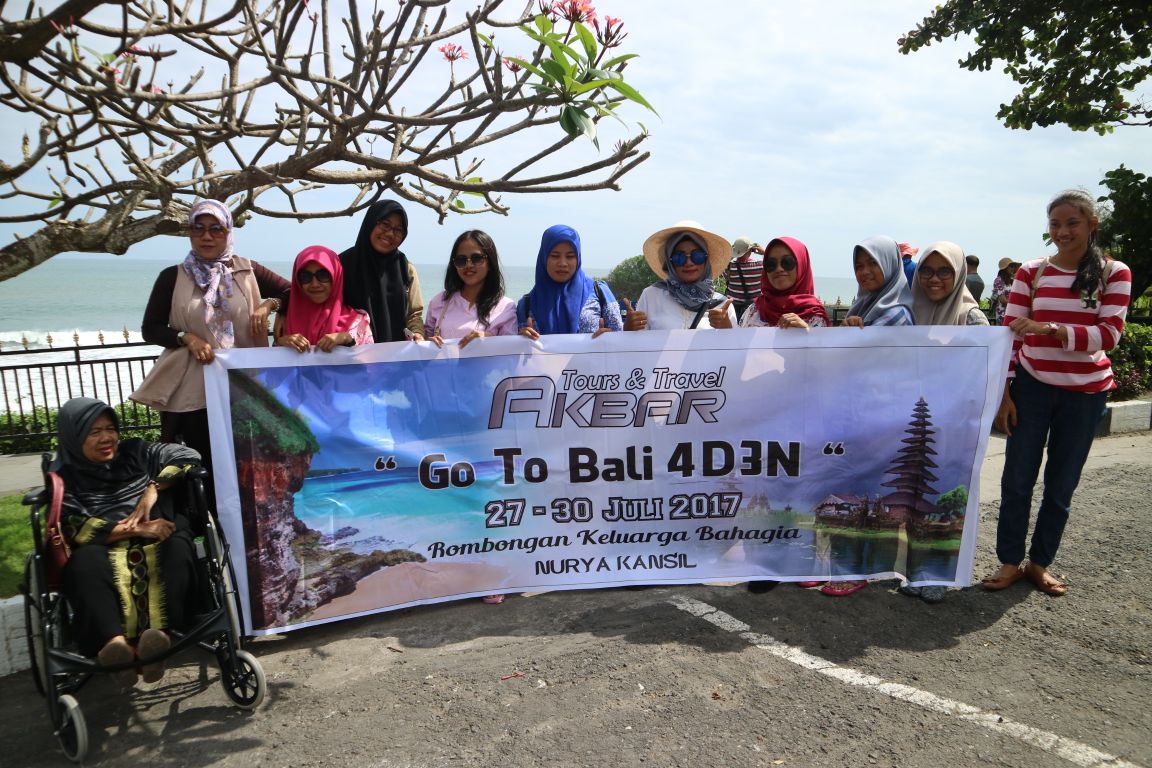 Tours & Travel
AKBAR
" Go To Bali 4D3N "
27 - 30 Juli 2017
Rombongan Keluarga Bahagia
NURYA KANSIL